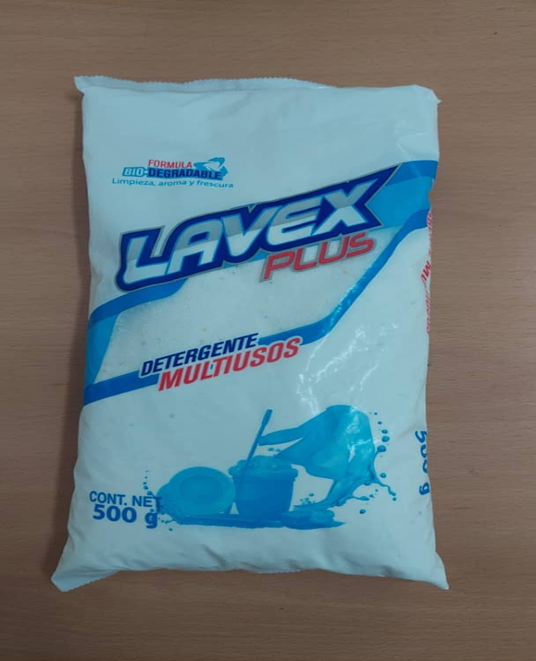 FORMULA
BIO-DEGRADABLE
Limpieza, aroma y frescura
LAVEX
PLUS
DETERGENTE
MULTIUSOS
CONT. NET
500 g
500 g